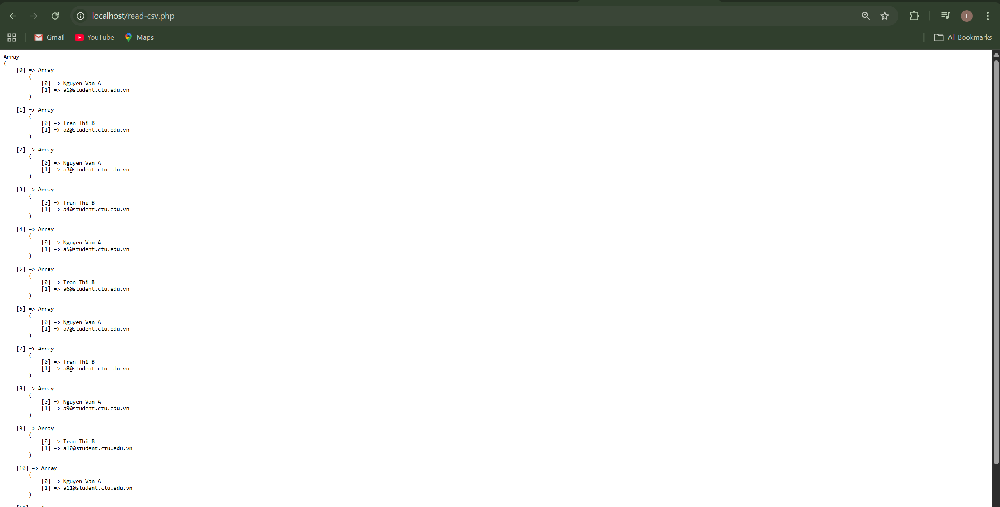 localhost/read-csv.php
I
Gmail YouTube Maps All Bookmarks
Array
(
    [0] => Array
        (
            [0] => Nguyen Van A
            [1] => a1@student.ctu.edu.vn
        )
    [1] => Array
        (
            [0] => Tran Thi B
            [1] => a2@student.ctu.edu.vn
        )
    [2] => Array
        (
            [0] => Nguyen Van A
            [1] => a3@student.ctu.edu.vn
        )
    [3] => Array
        (
            [0] => Tran Thi B
            [1] => a4@student.ctu.edu.vn
        )
    [4] => Array
        (
            [0] => Nguyen Van A
            [1] => a5@student.ctu.edu.vn
        )
    [5] => Array
        (
            [0] => Tran Thi B
            [1] => a6@student.ctu.edu.vn
        )
    [6] => Array
        (
            [0] => Nguyen Van A
            [1] => a7@student.ctu.edu.vn
        )
    [7] => Array
        (
            [0] => Tran Thi B
            [1] => a8@student.ctu.edu.vn
        )
    [8] => Array
        (
            [0] => Nguyen Van A
            [1] => a9@student.ctu.edu.vn
        )
    [9] => Array
        (
            [0] => Tran Thi B
            [1] => a10@student.ctu.edu.vn
        )
    [10] => Array
        (
            [0] => Nguyen Van A
            [1] => a11@student.ctu.edu.vn
        )